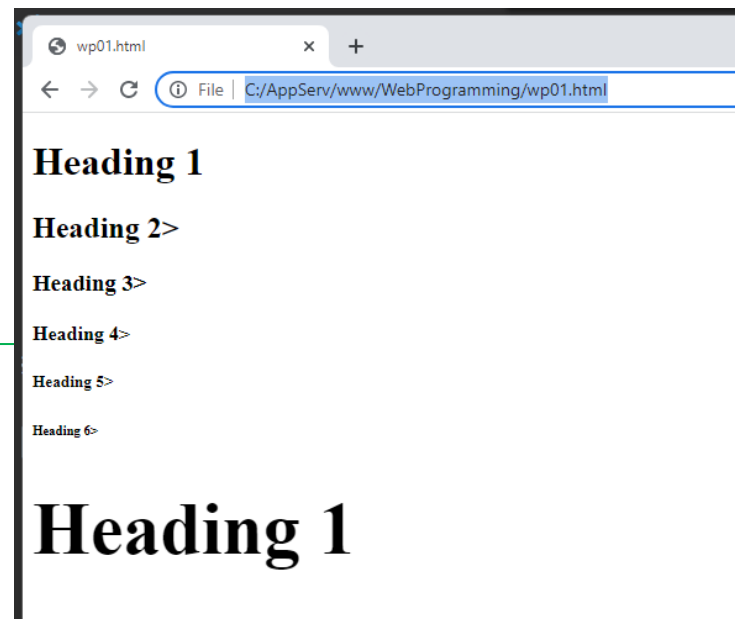 wp01.html
File C:/AppServ/www/WebProgramming/wp01.html
Heading 1
Heading 2>
Heading 3>
Heading 4>
Heading 5>
Heading 6>
Heading 1